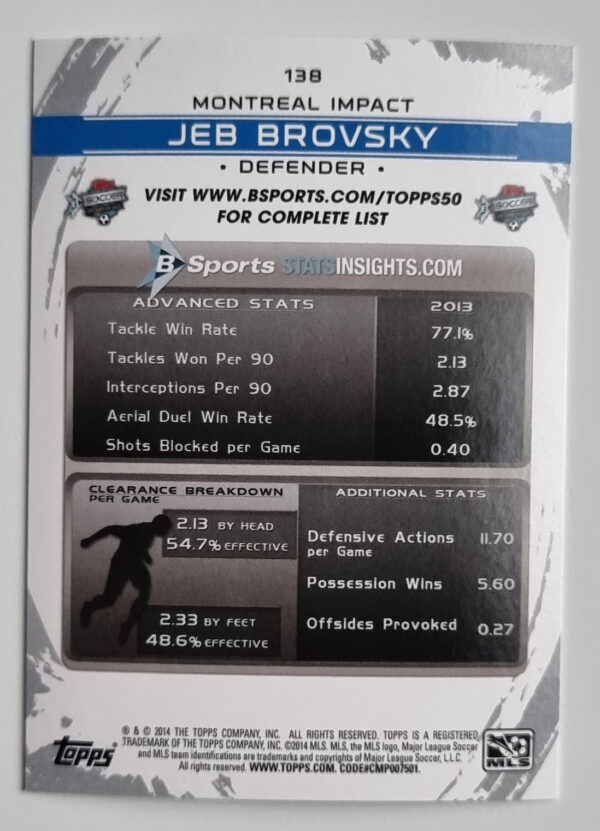 138
MONTREAL IMPACT
JEB BROVSKY
• DEFENDER •
VISIT WWW.BSPORTS.COM/TOPPS50
FOR COMPLETE LIST
SOCCER
SOCCER
B Sports STATSINSIGHTS.COM
ADVANCED STATS 2013
Tackle Win Rate 77.1%
Tackles Won Per 90 2.13
Interceptions Per 90 2.87
Aerial Duel Win Rate 48.5%
Shots Blocked per Game 0.40
CLEARANCE BREAKDOWN
PER GAME
2.13 BY HEAD
54.7% EFFECTIVE
2.33 BY FEET
48.6% EFFECTIVE
ADDITIONAL STATS
Defensive Actions 11.70
per Game
Possession Wins 5.60
Offsides Provoked 0.27
Topps
® & © 2014 THE TOPPS COMPANY, INC. ALL RIGHTS RESERVED. TOPPS IS A REGISTERED
TRADEMARK OF THE TOPPS COMPANY, INC. ©2014 MLS. MLS, the MLS logo, Major League Soccer
and MLS team identifications are trademarks and copyrights of Major League Soccer, L.L.C.
All rights reserved. WWW.TOPPS.COM. CODE#CMP007501.
MLS